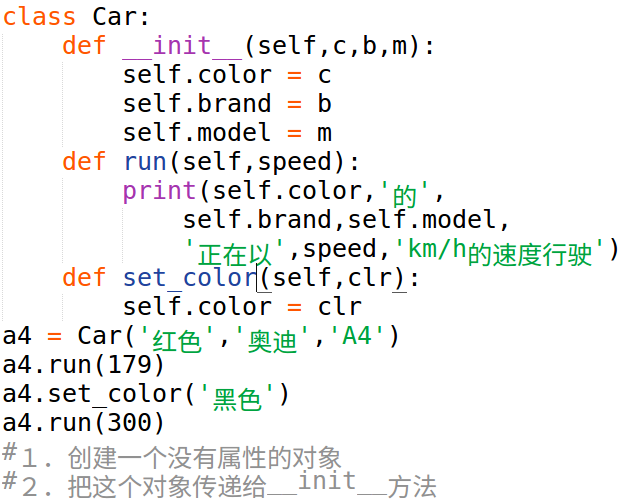 class Car:
    def __init__(self,c,b,m):
        self.color = c
        self.brand = b
        self.model = m
    def run(self,speed):
        print(self.color,'的',
            self.brand,self.model,
            '正在以',speed,'km/h的速度行驶')
    def set_color(self,clr):
        self.color = clr
a4 = Car('红色','奥迪','A4')
a4.run(179)
a4.set_color('黑色')
a4.run(300)
#１．创建一个没有属性的对象
#２．把这个对象传递给__init__方法